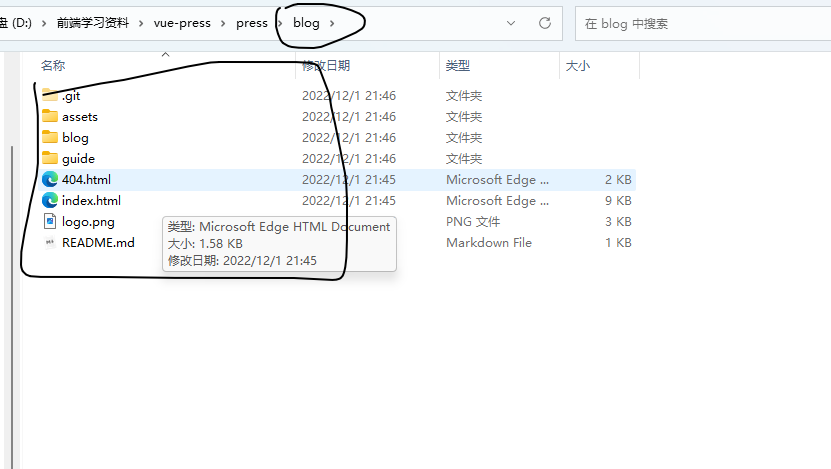 盘 (D:) › 前端学习资料 › vue-press › press › blog ›
在 blog 中搜索
名称 修改日期 类型 大小
.git 2022/12/1 21:46 文件夹
assets 2022/12/1 21:46 文件夹
blog 2022/12/1 21:46 文件夹
guide 2022/12/1 21:46 文件夹
404.html 2022/12/1 21:45 Microsoft Edge ... 2 KB
index.html 2022/12/1 21:45 Microsoft Edge ... 9 KB
logo.png PNG 文件 3 KB
README.md Markdown File 1 KB
类型: Microsoft Edge HTML Document
大小: 1.58 KB
修改日期: 2022/12/1 21:45